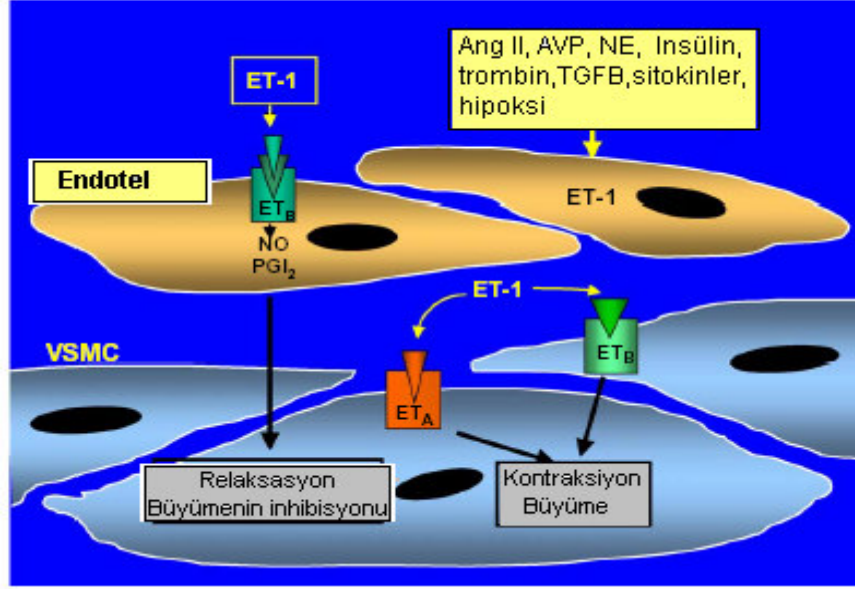 Ang II, AVP, NE, Insülin,
trombin,TGFB,sitokinler,
hipoksi
ET-1
Endotel
ET-1
ETB
NO
PGI2
ET-1
VSMC
ETB
ETA
Relaksasyon
Büyümenin inhibisyonu
Kontraksiyon
Büyüme